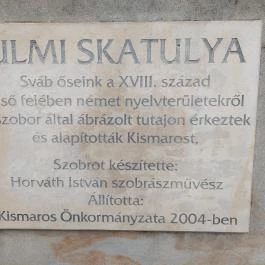 ULMI SKATULYA
Sváb őseink a XVIII. század
ső felében német nyelvterületekről
szobor által ábrázolt tutajon érkeztek
és alapították Kismarost.
Szobrot készítette:
Horváth István szobrászművész
Állította:
Kismaros Önkormányzata 2004-ben